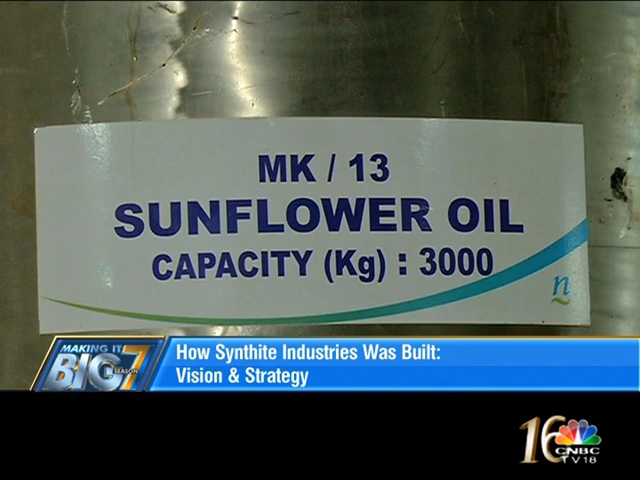 MK / 13
SUNFLOWER OIL
CAPACITY (Kg) : 3000
n
MAKING IT
BIG 7
SEASON
How Synthite Industries Was Built:
Vision & Strategy
16
CNBC
TV18